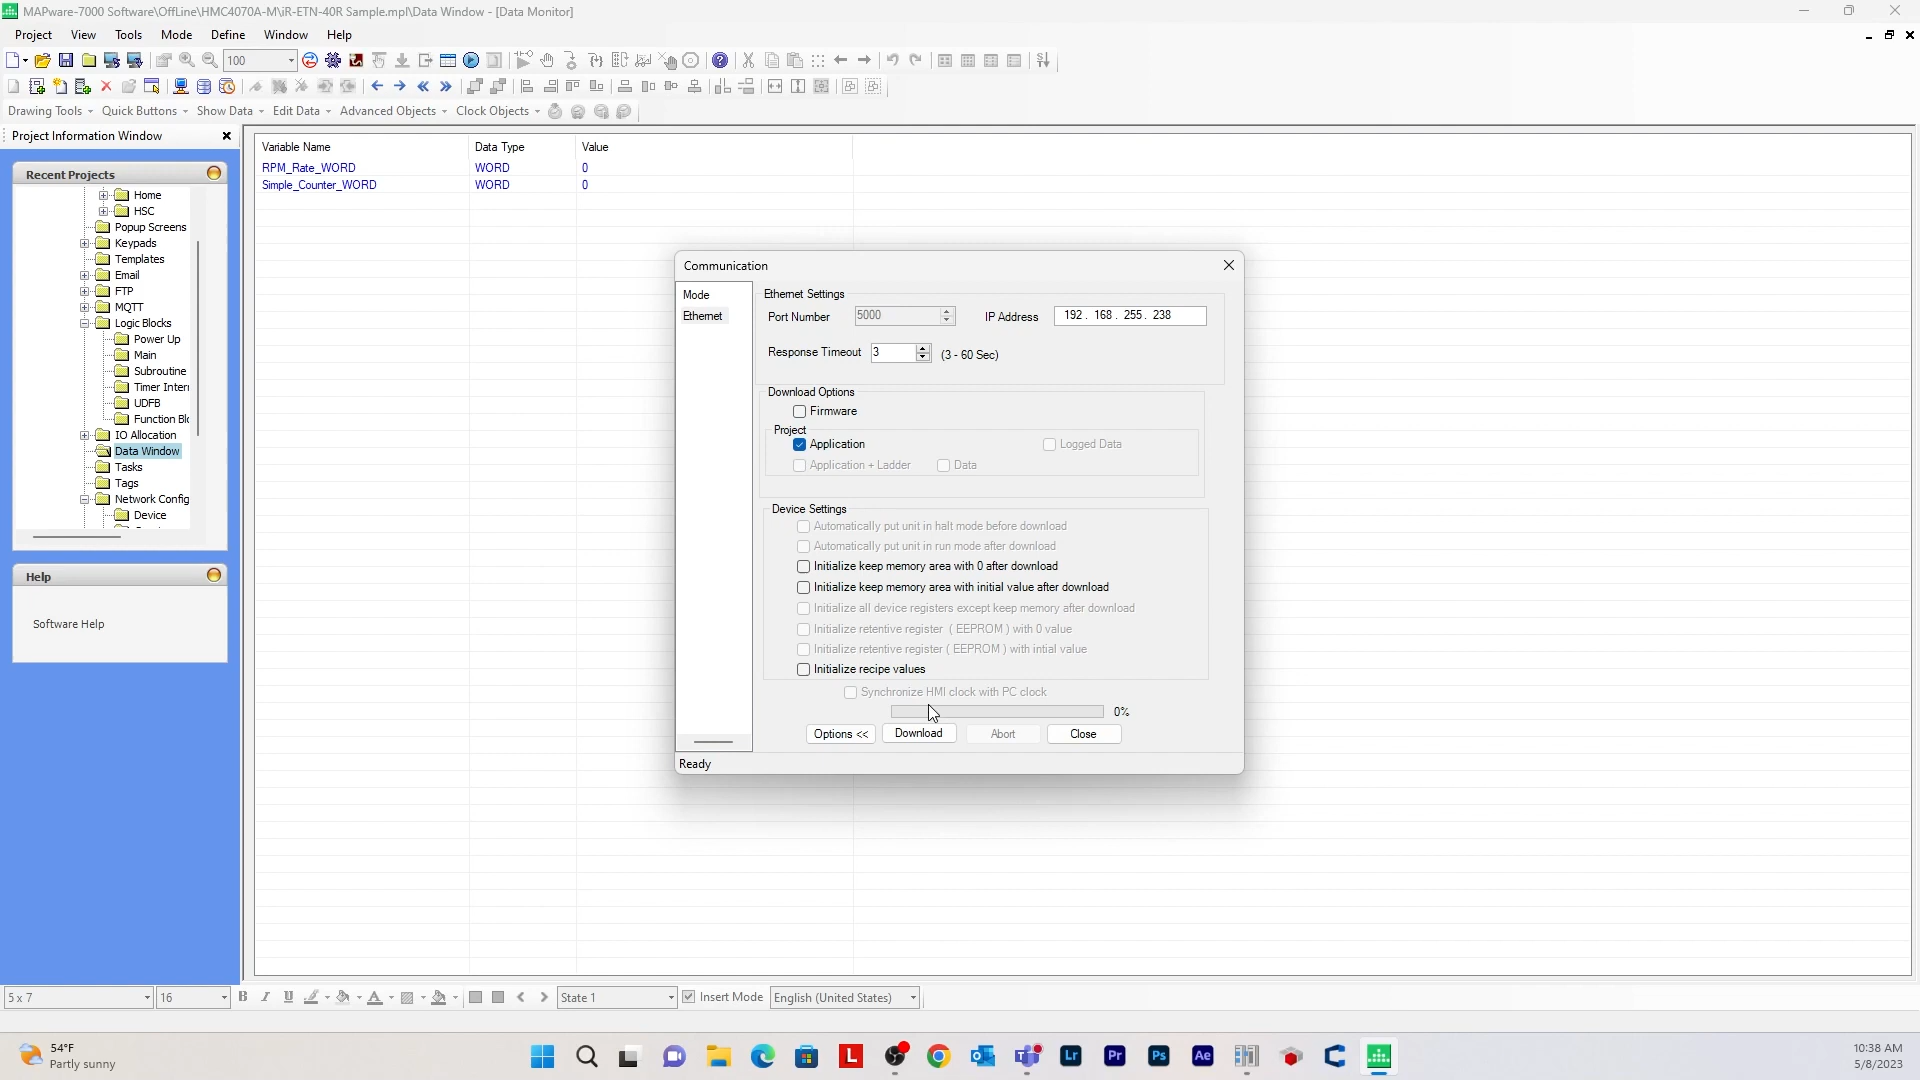 MAPware-7000 Software\OffLine\HMC4070A-M\iR-ETN-40R Sample.mpl\Data Window - [Data Monitor]
Project View Tools Mode Define Window Help
100
Drawing Tools Quick Buttons Show Data Edit Data Advanced Objects Clock Objects
Project Information Window
Recent Projects
Home
HSC
Popup Screens
Keypads
Templates
Email
FTP
MQTT
Logic Blocks
Power Up
Main
Subroutine
Timer Inter
UDFB
Function Blo
IO Allocation
Data Window
Tasks
Tags
Network Config
Device
Help
Software Help
Variable Name Data Type Value
RPM_Rate_WORD WORD 0
Simple_Counter_WORD WORD 0
Communication
Mode
Ethernet
Ethernet Settings
Port Number 5000 IP Address 192 . 168 . 255 . 238
Response Timeout 3 (3 - 60 Sec)
Download Options
Firmware
Project
Application Logged Data
Application + Ladder Data
Device Settings
Automatically put unit in halt mode before download
Automatically put unit in run mode after download
Initialize keep memory area with 0 after download
Initialize keep memory area with initial value after download
Initialize all device registers except keep memory after download
Initialize retentive register ( EEPROM ) with 0 value
Initialize retentive register ( EEPROM ) with intial value
Initialize recipe values
Synchronize HMI clock with PC clock
0%
Options << Download Abort Close
Ready
5 x 7 16 B I U A State 1 Insert Mode English (United States)
54°F
Partly sunny
L Lr Pr Ps Ae
10:38 AM
5/8/2023